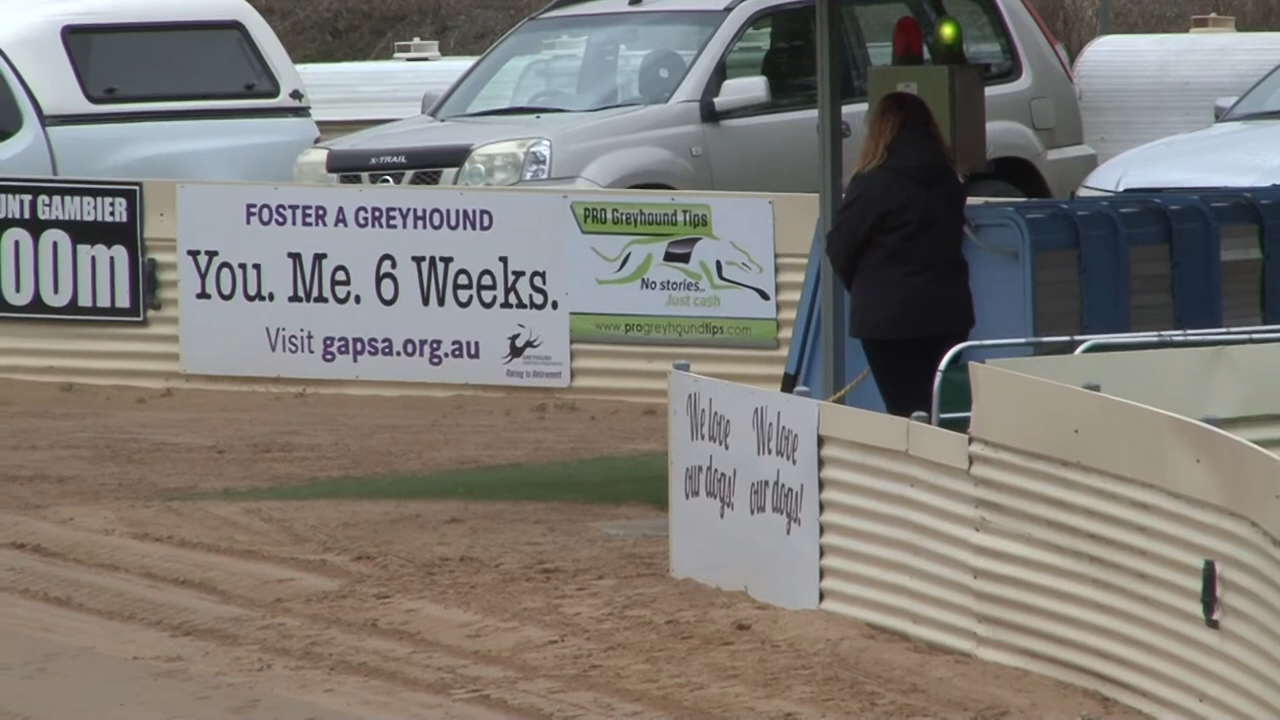 X-TRAIL
UNT GAMBIER
00m
FOSTER A GREYHOUND
You. Me. 6 Weeks.
Visit gapsa.org.au
GREYHOUND
Racing to Retirement
PRO Greyhound Tips
No stories..
Just cash
www.progreyhoundtips.com
We love
our dogs!
We love
our dogs!